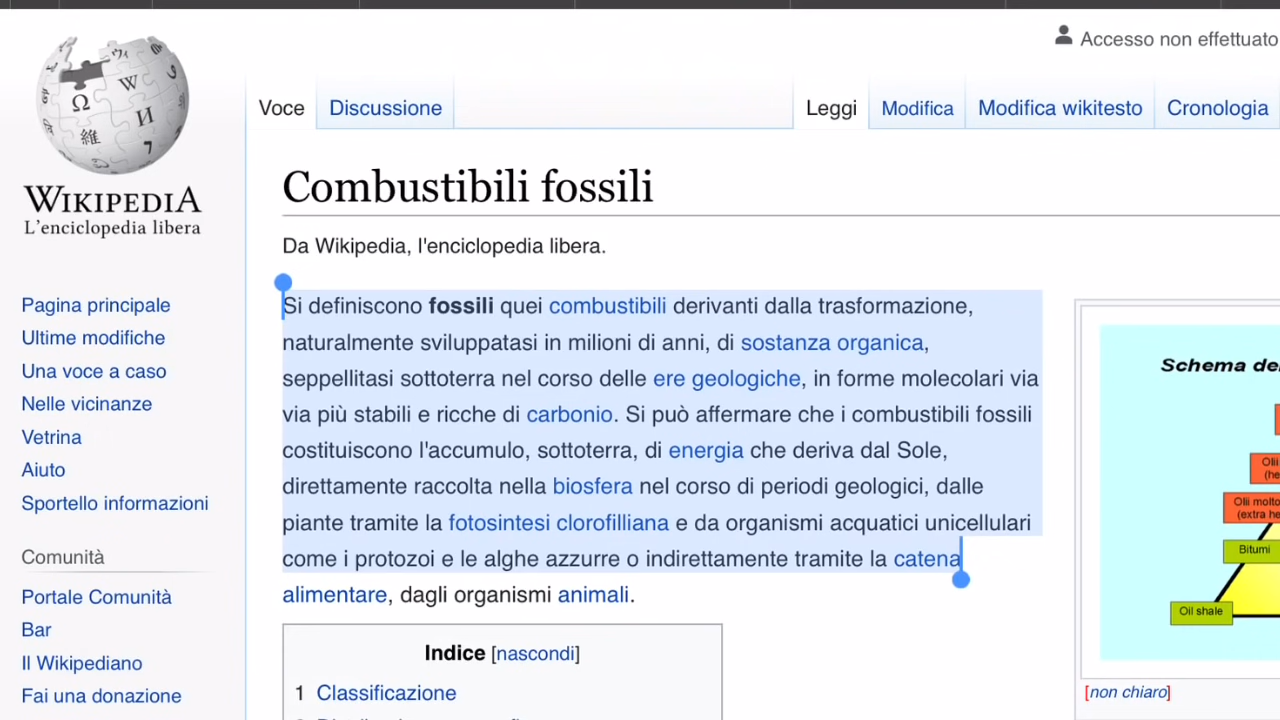 Accesso non effettuato
Voce
Discussione
Leggi
Modifica
Modifica wikitesto
Cronologia
WIKIPEDIA
L'enciclopedia libera
Pagina principale
Ultime modifiche
Una voce a caso
Nelle vicinanze
Vetrina
Aiuto
Sportello informazioni
Comunità
Portale Comunità
Bar
Il Wikipediano
Fai una donazione
Combustibili fossili
Da Wikipedia, l'enciclopedia libera.
Si definiscono fossili quei combustibili derivanti dalla trasformazione,
naturalmente sviluppatasi in milioni di anni, di sostanza organica,
seppellitasi sottoterra nel corso delle ere geologiche, in forme molecolari via
via più stabili e ricche di carbonio. Si può affermare che i combustibili fossili
costituiscono l'accumulo, sottoterra, di energia che deriva dal Sole,
direttamente raccolta nella biosfera nel corso di periodi geologici, dalle
piante tramite la fotosintesi clorofilliana e da organismi acquatici unicellulari
come i protozoi e le alghe azzurre o indirettamente tramite la catena
alimentare, dagli organismi animali.
Indice [nascondi]
1 Classificazione
Schema
Olii
Olii molto
(extra
Bitumi
Oil shale
[non chiaro]